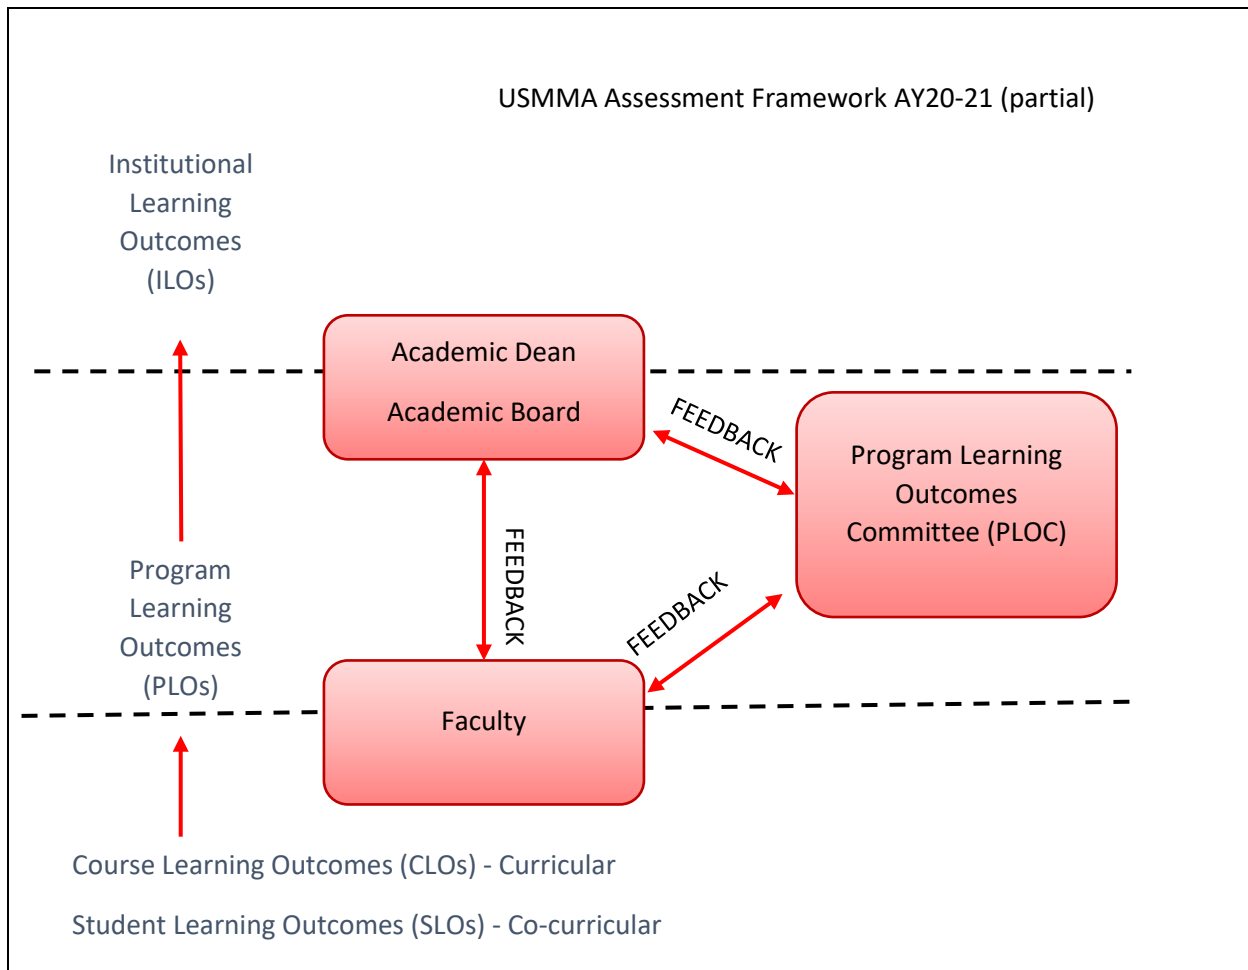 USMMA Assessment Framework AY20-21 (partial)
Institutional
Learning
Outcomes
(ILOs)
Academic Dean
Academic Board
FEEDBACK
Program Learning
Outcomes
Committee (PLOC)
FEEDBACK
Program
Learning
Outcomes
(PLOs)
FEEDBACK
Faculty
Course Learning Outcomes (CLOs) - Curricular
Student Learning Outcomes (SLOs) - Co-curricular